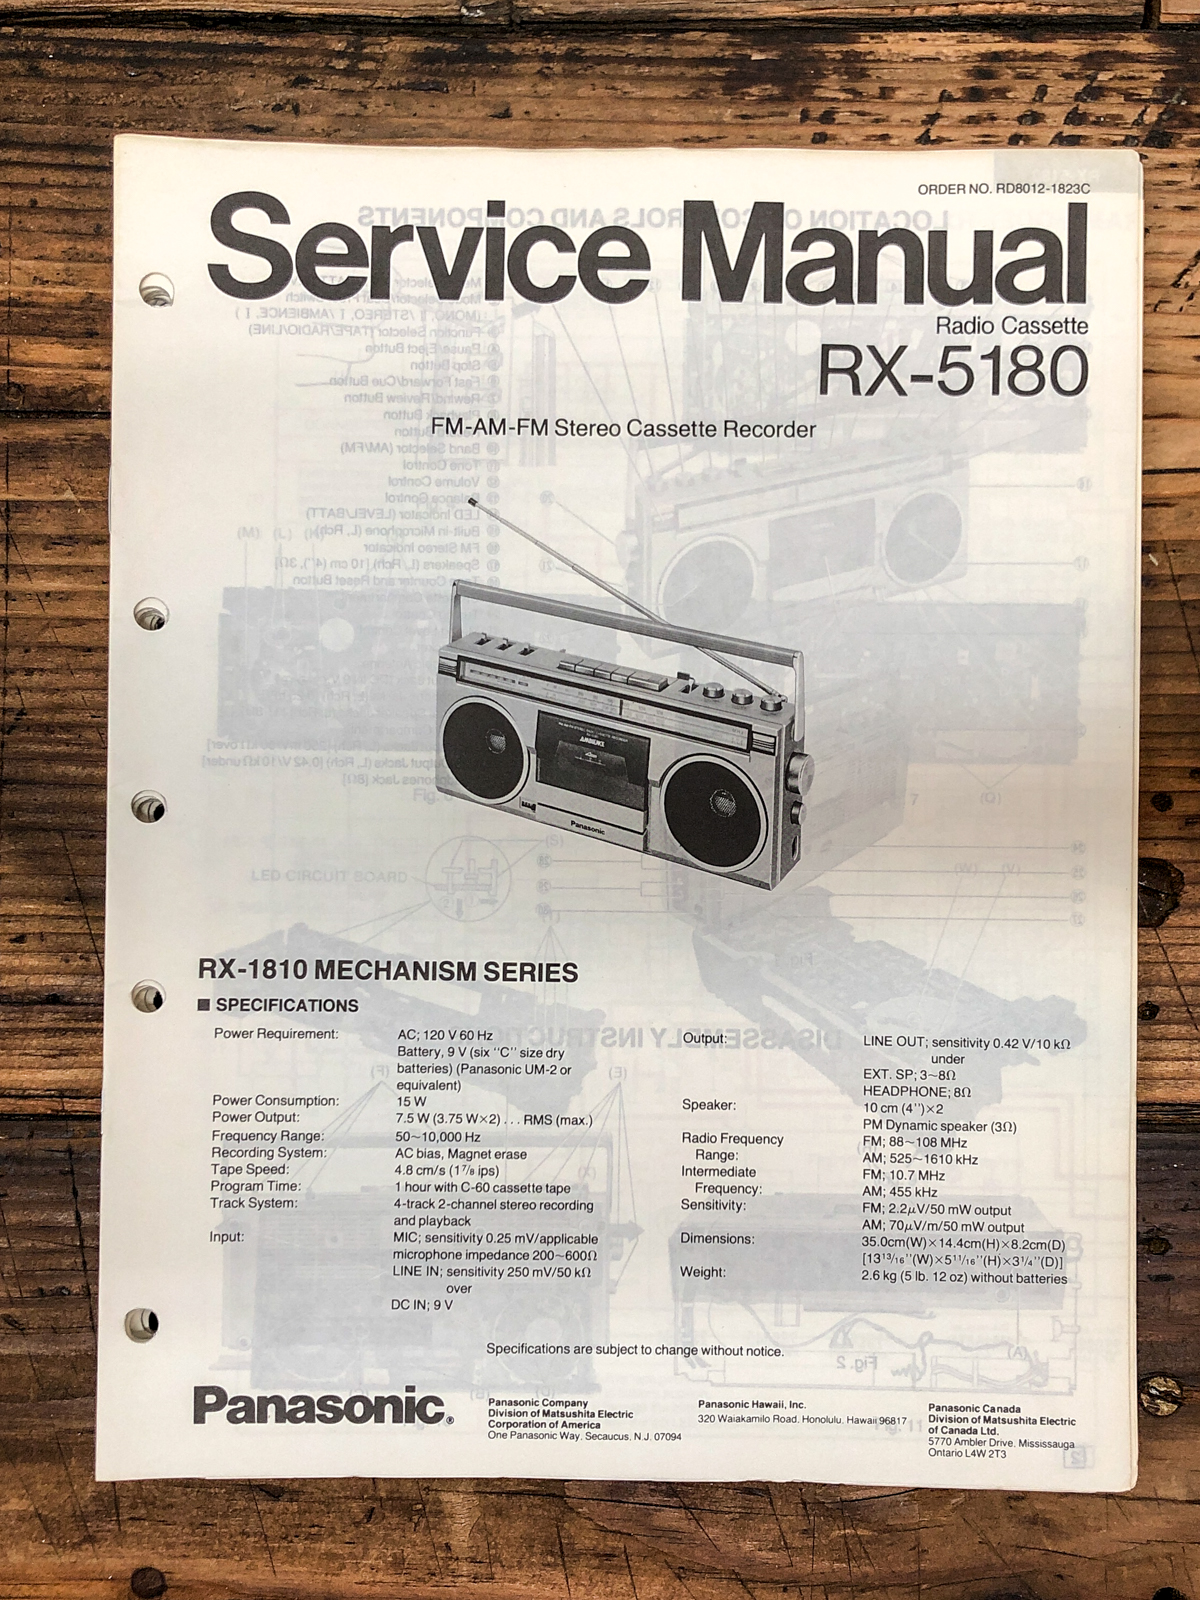 ORDER NO. RD8012-1823C
Service Manual
Radio Cassette
RX-5180
FM-AM-FM Stereo Cassette Recorder
AMBIENCE
Panasonic
RX-1810 MECHANISM SERIES
■ SPECIFICATIONS
Power Requirement: AC; 120 V 60 Hz
Battery, 9 V (six "C" size dry
batteries) (Panasonic UM-2 or
equivalent)
Power Consumption: 15 W
Power Output: 7.5 W (3.75 W×2) . . . RMS (max.)
Frequency Range: 50~10,000 Hz
Recording System: AC bias, Magnet erase
Tape Speed: 4.8 cm/s (1⁷/₈ ips)
Program Time: 1 hour with C-60 cassette tape
Track System: 4-track 2-channel stereo recording
and playback
Input: MIC; sensitivity 0.25 mV/applicable
microphone impedance 200~600Ω
LINE IN; sensitivity 250 mV/50 kΩ
over
DC IN; 9 V
Output: LINE OUT; sensitivity 0.42 V/10 kΩ
under
EXT. SP; 3~8Ω
HEADPHONE; 8Ω
Speaker: 10 cm (4'')×2
PM Dynamic speaker (3Ω)
Radio Frequency FM; 88~108 MHz
Range: AM; 525~1610 kHz
Intermediate FM; 10.7 MHz
Frequency: AM; 455 kHz
Sensitivity: FM; 2.2μV/50 mW output
AM; 70μV/m/50 mW output
Dimensions: 35.0cm(W)×14.4cm(H)×8.2cm(D)
[13¹³/₁₆''(W)×5¹¹/₁₆''(H)×3¹/₄''(D)]
Weight: 2.6 kg (5 lb. 12 oz) without batteries
Specifications are subject to change without notice.
Panasonic®
Panasonic Company
Division of Matsushita Electric
Corporation of America
One Panasonic Way, Secaucus, N.J. 07094
Panasonic Hawaii, Inc.
320 Waiakamilo Road, Honolulu, Hawaii 96817
Panasonic Canada
Division of Matsushita Electric
of Canada Ltd.
5770 Ambler Drive, Mississauga
Ontario L4W 2T3